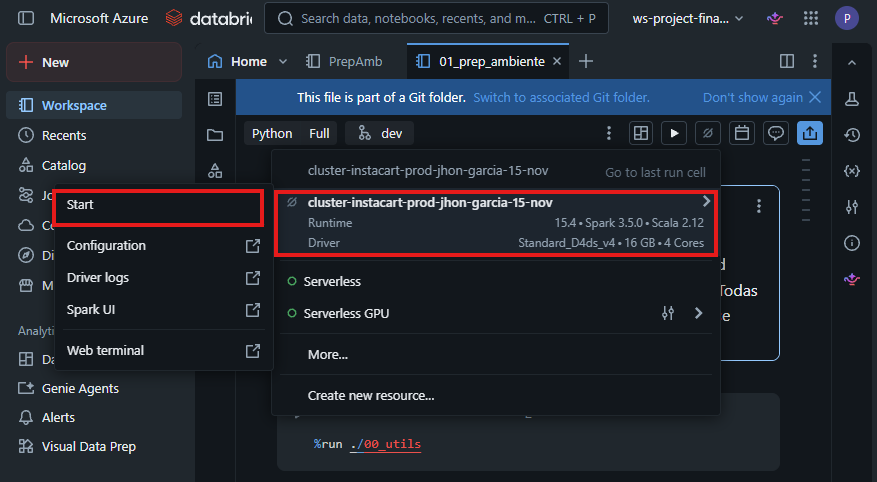 Microsoft Azure
databri
Search data, notebooks, recents, and m...
CTRL + P
ws-project-fina...
P
New
Home
PrepAmb
01_prep_ambiente
Workspace
Recents
Catalog
This file is part of a Git folder. Switch to associated Git folder.
Don't show again
Python
Full
dev
cluster-instacart-prod-jhon-garcia-15-nov
Go to last run cell
cluster-instacart-prod-jhon-garcia-15-nov
Runtime
15.4 • Spark 3.5.0 • Scala 2.12
Driver
Standard_D4ds_v4 • 16 GB • 4 Cores
Serverless
Serverless GPU
More...
Create new resource...
Start
Configuration
Driver logs
Spark UI
Web terminal
Jo
Co
Di
M
Analytic
Da
Genie Agents
Alerts
Visual Data Prep
d
Todas
e
%run ./00_utils